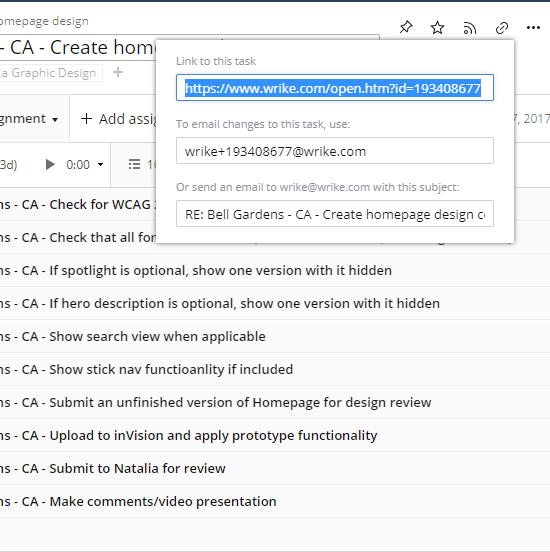 omepage design
- CA - Create hom
a Graphic Design
Link to this task
https://www.wrike.com/open.htm?id=193408677
gnment
+ Add assig
7, 2017
To email changes to this task, use:
wrike+193408677@wrike.com
3d)
0:00
10
Or send an email to wrike@wrike.com with this subject:
RE: Bell Gardens - CA - Create homepage design c
ns - CA - Check for WCAG
ns - CA - Check that all for
ns - CA - If spotlight is optional, show one version with it hidden
ns - CA - If hero description is optional, show one version with it hidden
ns - CA - Show search view when applicable
ns - CA - Show stick nav functioanlity if included
ns - CA - Submit an unfinished version of Homepage for design review
ns - CA - Upload to inVision and apply prototype functionality
ns - CA - Submit to Natalia for review
ns - CA - Make comments/video presentation